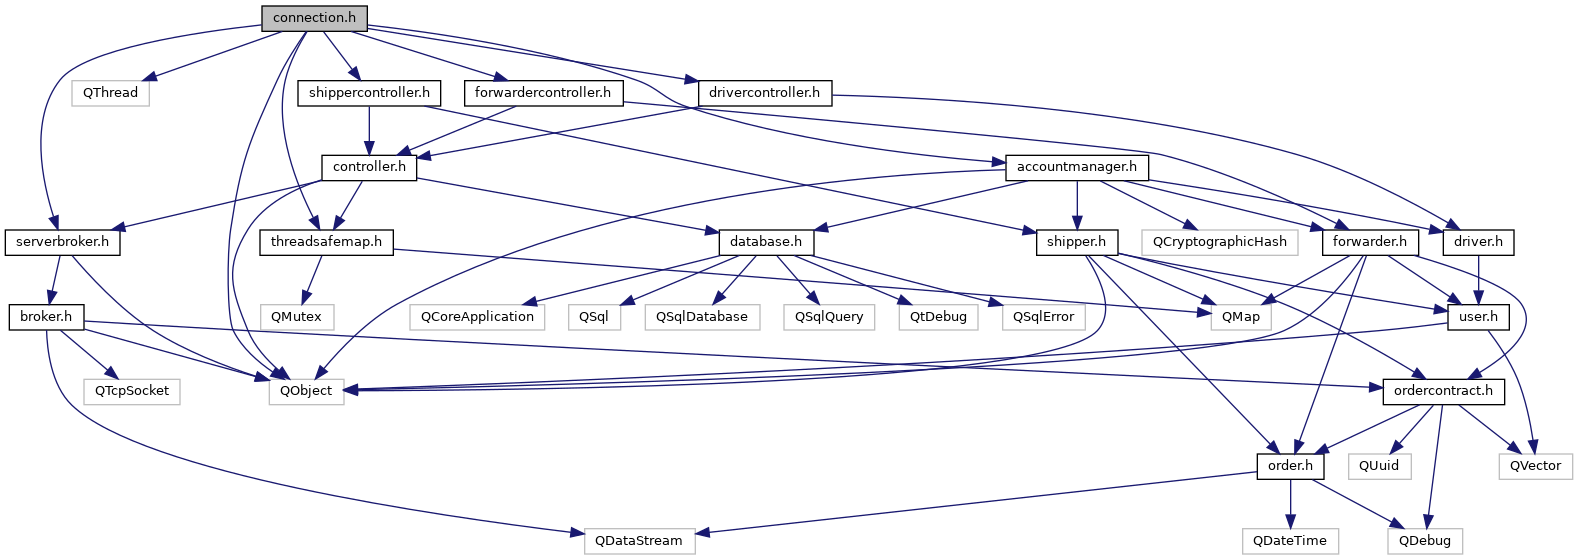 connection.h
QThread
shippercontroller.h
forwardercontroller.h
drivercontroller.h
controller.h
accountmanager.h
serverbroker.h
threadsafemap.h
database.h
shipper.h
QCryptographicHash
forwarder.h
driver.h
broker.h
QMutex
QCoreApplication
QSql
QSqlDatabase
QSqlQuery
QtDebug
QSqlError
QMap
user.h
QTcpSocket
QObject
ordercontract.h
order.h
QUuid
QVector
QDataStream
QDateTime
QDebug